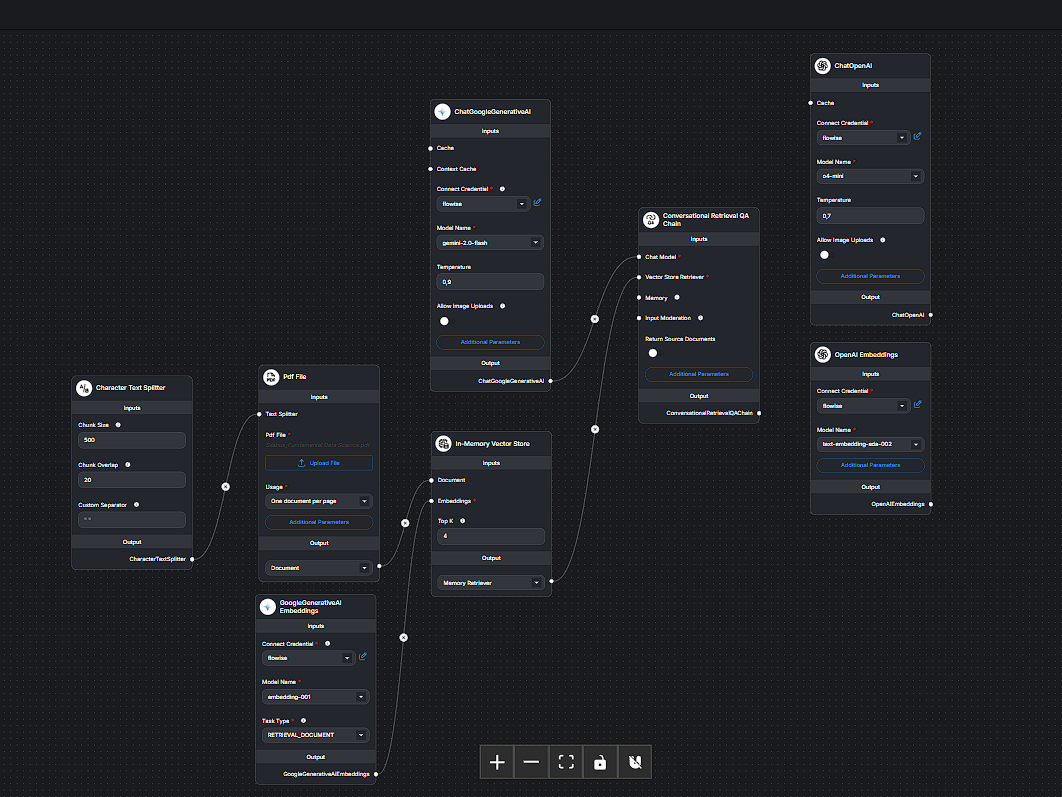 Character Text Splitter
Inputs
Chunk Size
500
Chunk Overlap
20
Custom Separator
" "
Output
CharacterTextSplitter
Pdf File
Inputs
Text Splitter
Pdf File *
Upload File
Usage *
One document per page
Additional Parameters
Output
Document
GoogleGenerativeAI
Embeddings
Inputs
Connect Credential *
flowise
Model Name *
embedding-001
Task Type *
RETRIEVAL_DOCUMENT
Output
GoogleGenerativeAIEmbeddings
ChatGoogleGenerativeAI
Inputs
Cache
Context Cache
Connect Credential *
flowise
Model Name *
gemini-2.0-flash
Temperature
0,9
Allow Image Uploads
Additional Parameters
Output
ChatGoogleGenerativeAI
In-Memory Vector Store
Inputs
Document
Embeddings *
Top K
4
Output
Memory Retriever
Conversational Retrieval QA
Chain
Inputs
Chat Model *
Vector Store Retriever *
Memory
Input Moderation
Return Source Documents
Additional Parameters
Output
ConversationalRetrievalQAChain
ChatOpenAI
Inputs
Cache
Connect Credential *
flowise
Model Name *
o4-mini
Temperature
0,7
Allow Image Uploads
Additional Parameters
Output
ChatOpenAI
OpenAI Embeddings
Inputs
Connect Credential *
flowise
Model Name *
text-embedding-ada-002
Additional Parameters
Output
OpenAIEmbeddings